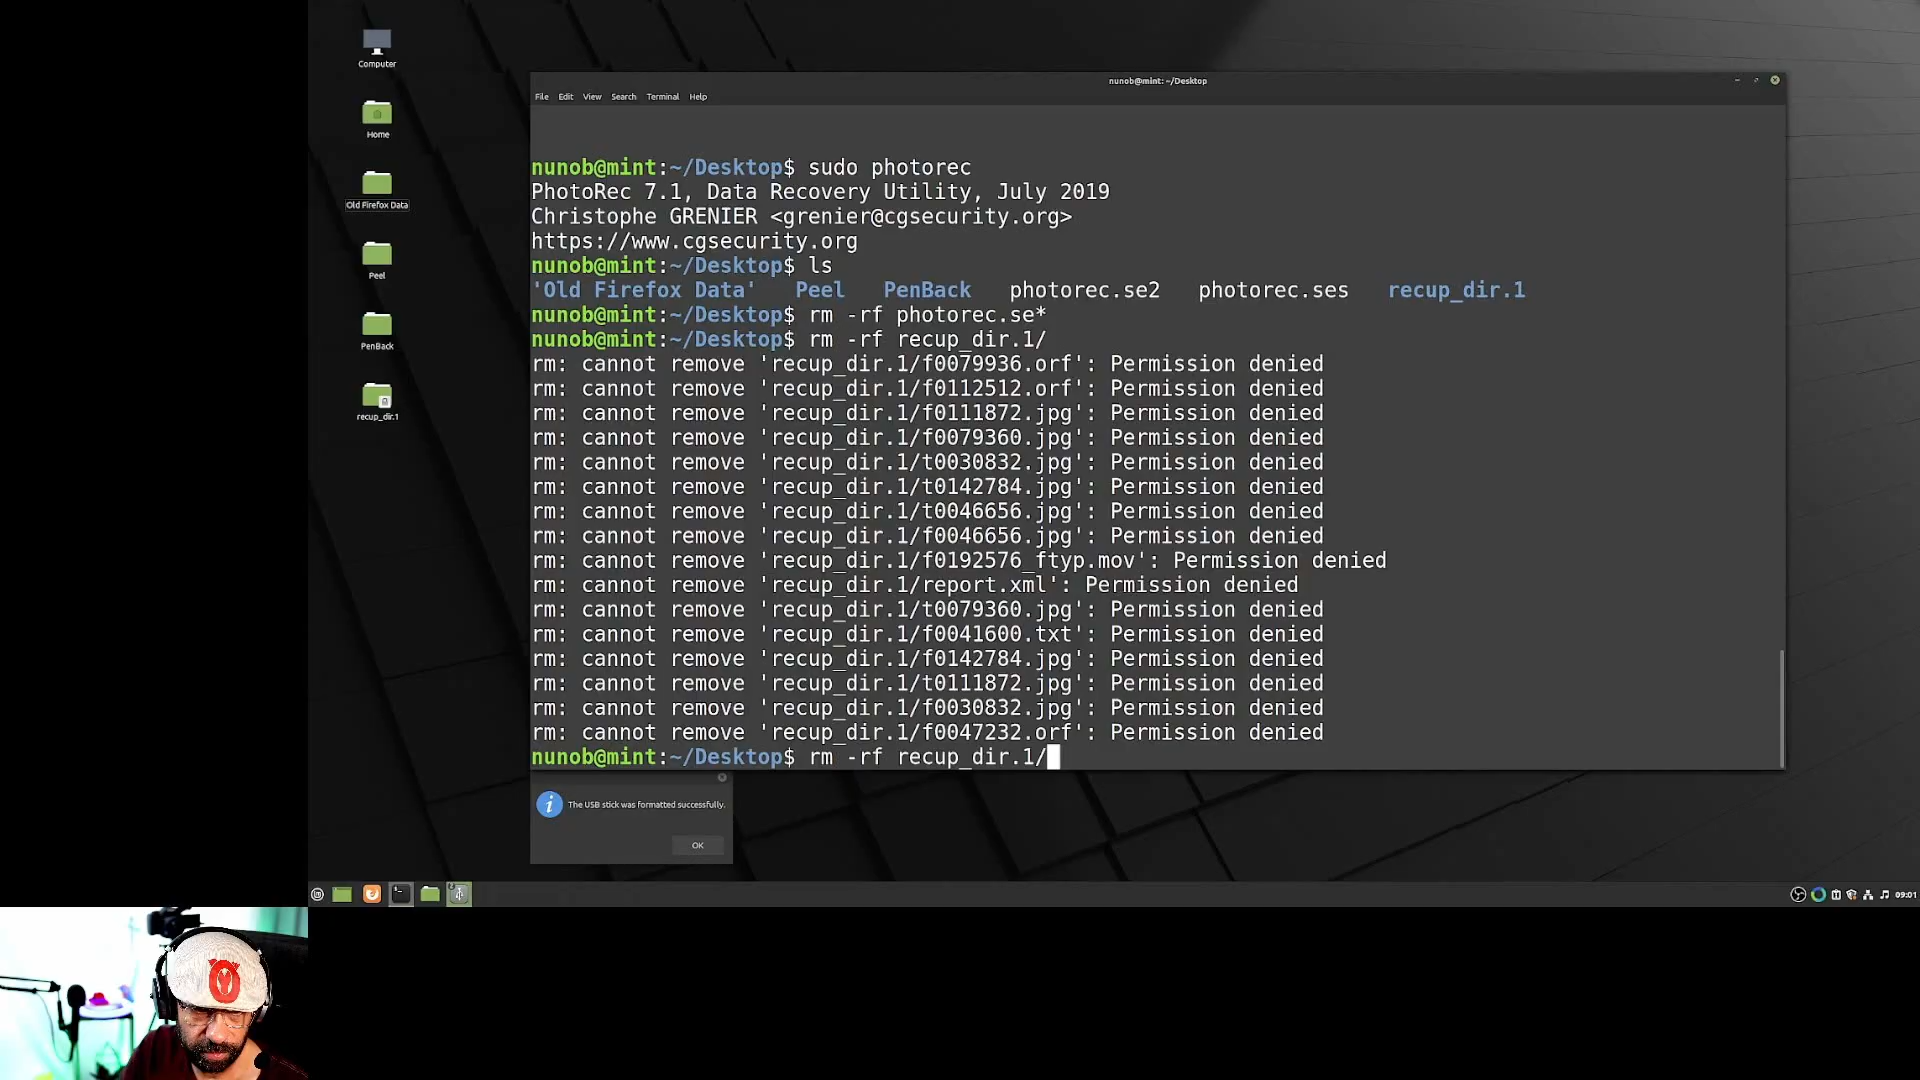 Computer
Home
Old Firefox Data
Peel
PenBack
recup_dir.1
nunob@mint: ~/Desktop
File Edit View Search Terminal Help
nunob@mint:~/Desktop$ sudo photorec
PhotoRec 7.1, Data Recovery Utility, July 2019
Christophe GRENIER <grenier@cgsecurity.org>
https://www.cgsecurity.org
nunob@mint:~/Desktop$ ls
'Old Firefox Data' Peel PenBack photorec.se2 photorec.ses recup_dir.1
nunob@mint:~/Desktop$ rm -rf photorec.se*
nunob@mint:~/Desktop$ rm -rf recup_dir.1/
rm: cannot remove 'recup_dir.1/f0079936.orf': Permission denied
rm: cannot remove 'recup_dir.1/f0112512.orf': Permission denied
rm: cannot remove 'recup_dir.1/f0111872.jpg': Permission denied
rm: cannot remove 'recup_dir.1/f0079360.jpg': Permission denied
rm: cannot remove 'recup_dir.1/t0030832.jpg': Permission denied
rm: cannot remove 'recup_dir.1/t0142784.jpg': Permission denied
rm: cannot remove 'recup_dir.1/t0046656.jpg': Permission denied
rm: cannot remove 'recup_dir.1/f0046656.jpg': Permission denied
rm: cannot remove 'recup_dir.1/f0192576_ftyp.mov': Permission denied
rm: cannot remove 'recup_dir.1/report.xml': Permission denied
rm: cannot remove 'recup_dir.1/t0079360.jpg': Permission denied
rm: cannot remove 'recup_dir.1/f0041600.txt': Permission denied
rm: cannot remove 'recup_dir.1/f0142784.jpg': Permission denied
rm: cannot remove 'recup_dir.1/t0111872.jpg': Permission denied
rm: cannot remove 'recup_dir.1/f0030832.jpg': Permission denied
rm: cannot remove 'recup_dir.1/f0047232.orf': Permission denied
nunob@mint:~/Desktop$ rm -rf recup_dir.1/
The USB stick was formatted successfully.
OK
09:01